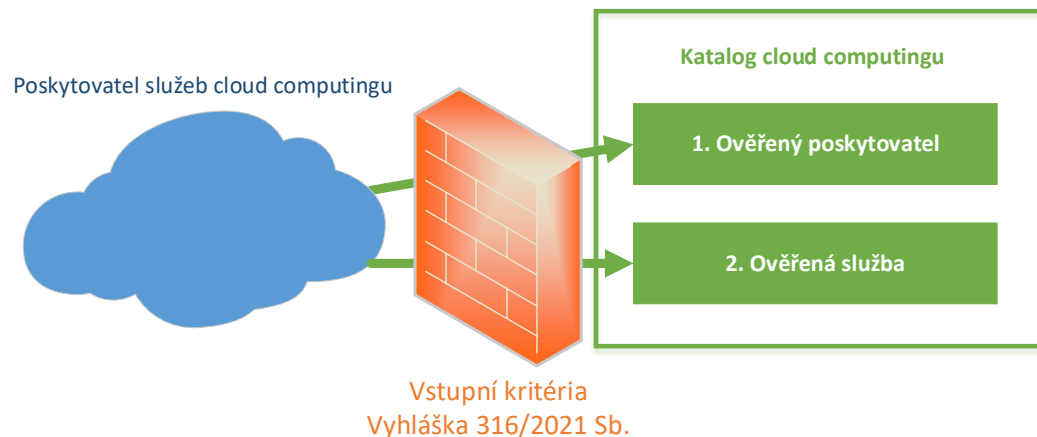 Poskytovatel služeb cloud computingu
Katalog cloud computingu
1. Ověřený poskytovatel
2. Ověřená služba
Vstupní kritéria
Vyhláška 316/2021 Sb.